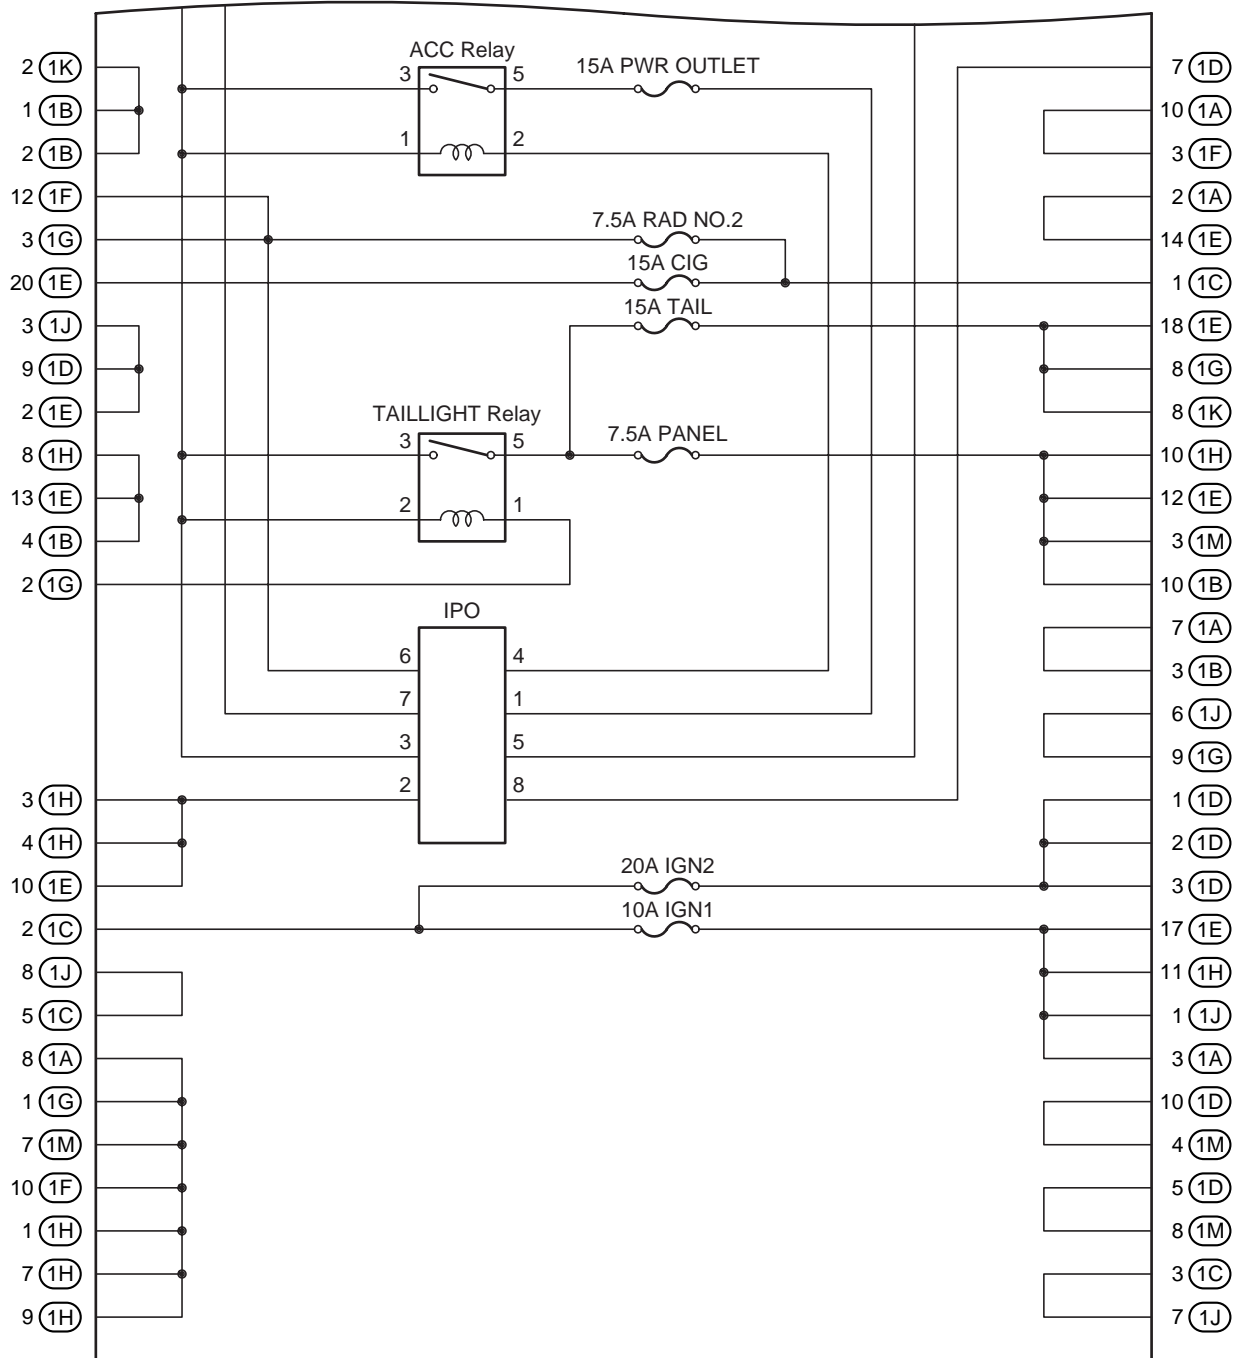 ACC Relay
2 1K
3 5
15A PWR OUTLET
7 1D
1 1B
10 1A
2 1B
1 2
3 1F
12 1F
2 1A
3 1G
7.5A RAD NO.2
14 1E
20 1E
15A CIG
1 1C
3 1J
15A TAIL
18 1E
9 1D
8 1G
2 1E
TAILLIGHT Relay
8 1K
8 1H
3 5
7.5A PANEL
10 1H
13 1E
2 1
12 1E
4 1B
3 1M
2 1G
10 1B
IPO
7 1A
6 4
3 1B
7 1
6 1J
3 5
9 1G
3 1H
2 8
1 1D
4 1H
2 1D
10 1E
20A IGN2
3 1D
2 1C
10A IGN1
17 1E
8 1J
11 1H
5 1C
1 1J
8 1A
3 1A
1 1G
10 1D
7 1M
4 1M
10 1F
5 1D
1 1H
8 1M
7 1H
3 1C
9 1H
7 1J